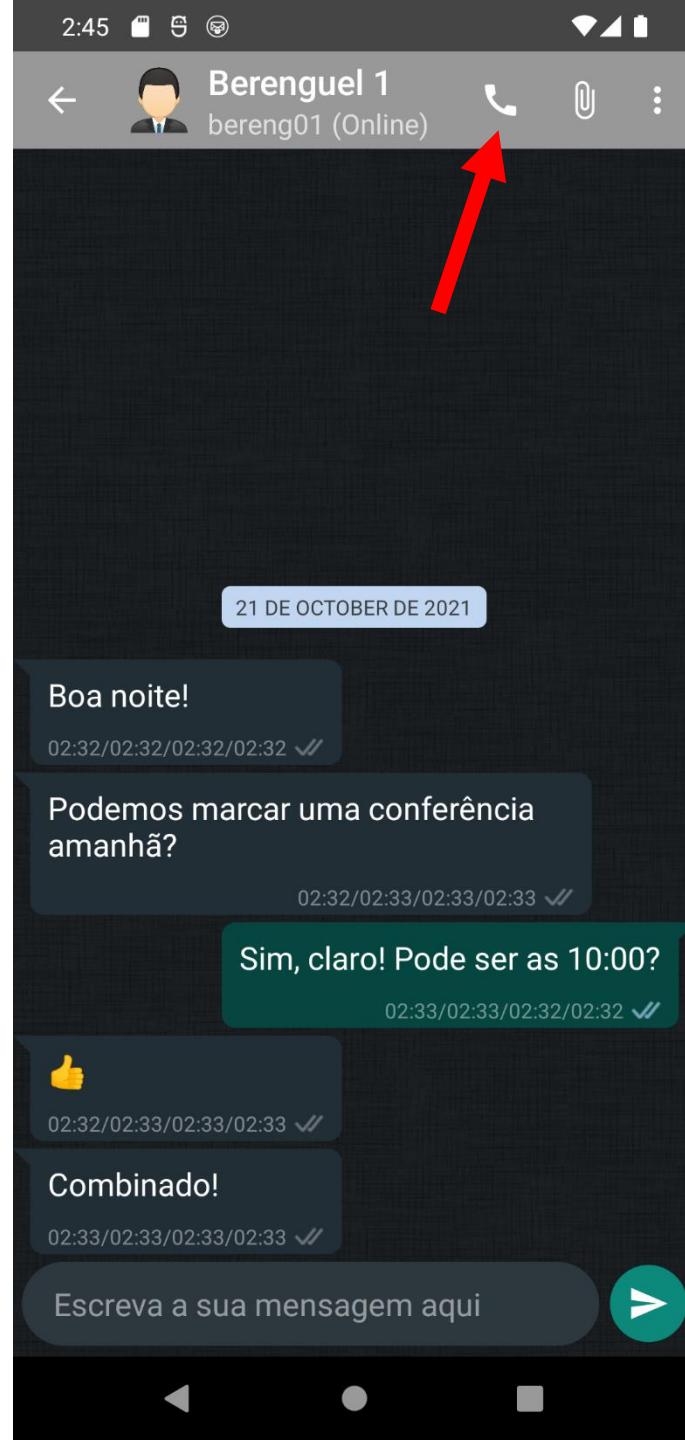 2:45
Berenguel 1
bereng01 (Online)
21 DE OCTOBER DE 2021
Boa noite!
02:32/02:32/02:32/02:32
Podemos marcar uma conferência
amanhã?
02:32/02:33/02:33/02:33
Sim, claro! Pode ser as 10:00?
02:33/02:33/02:32/02:32
👍
02:32/02:33/02:33/02:33
Combinado!
02:33/02:33/02:33/02:33
Escreva a sua mensagem aqui